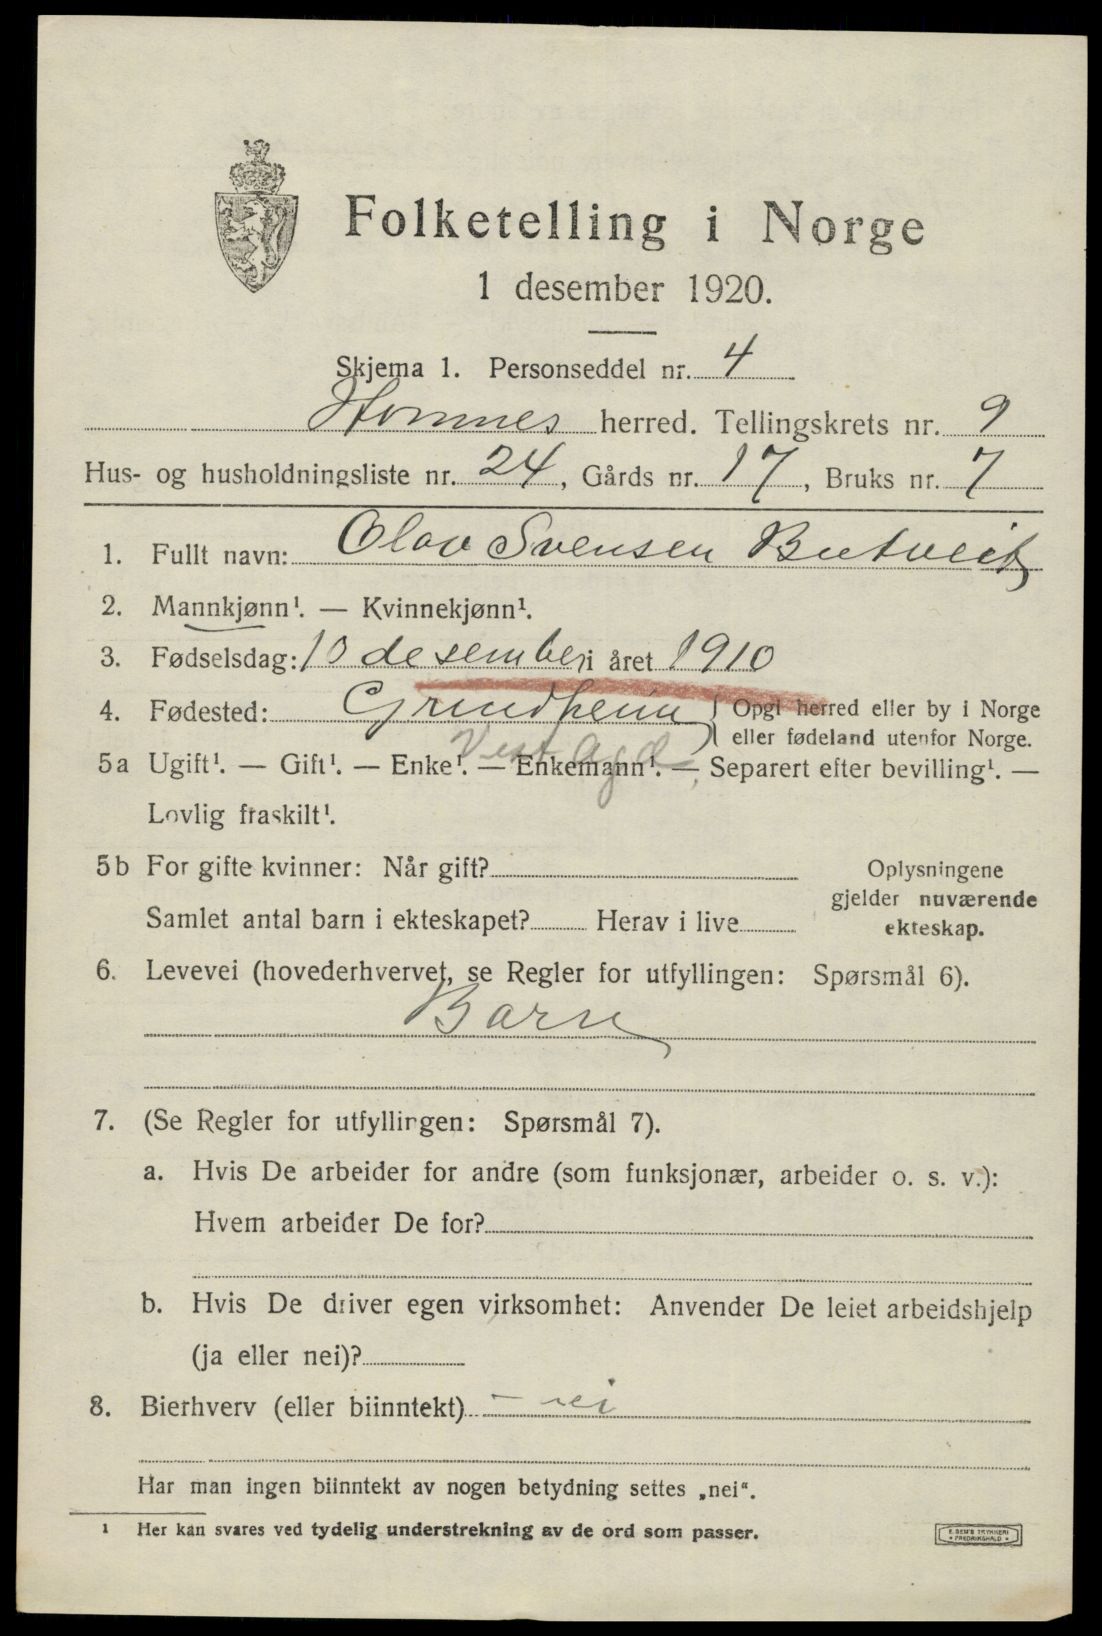 Folketelling i Norge
1 desember 1920.
Skjema 1. Personseddel nr. 4
Homnes herred. Tellingskrets nr. 9
Hus- og husholdningsliste nr. 24, Gårds nr. 17, Bruks nr. 7
1. Fullt navn: Olav Svensen Butveit
2. Mannkjønn¹. — Kvinnekjønn¹.
3. Fødselsdag: 10 desember i året 1910
4. Fødested: Grindheim Opgi herred eller by i Norge
eller fødeland utenfor Norge.
Vest Agd
5a Ugift¹. — Gift¹. — Enke¹. — Enkemann¹. — Separert efter bevilling¹. —
Lovlig fraskilt¹.
5b For gifte kvinner: Når gift?
Samlet antal barn i ekteskapet? Herav i live
Oplysningene
gjelder nuværende
ekteskap.
6. Levevei (hovederhvervet, se Regler for utfyllingen: Spørsmål 6).
Barn
7. (Se Regler for utfyllingen: Spørsmål 7).
a. Hvis De arbeider for andre (som funksjonær, arbeider o. s. v.):
Hvem arbeider De for?
b. Hvis De driver egen virksomhet: Anvender De leiet arbeidshjelp
(ja eller nei)?
8. Bierhverv (eller biinntekt) — nei
Har man ingen biinntekt av nogen betydning settes „nei“.
¹ Her kan svares ved tydelig understrekning av de ord som passer.
E. SEM'S TRYKKERI
• FREDRIKSHALD •